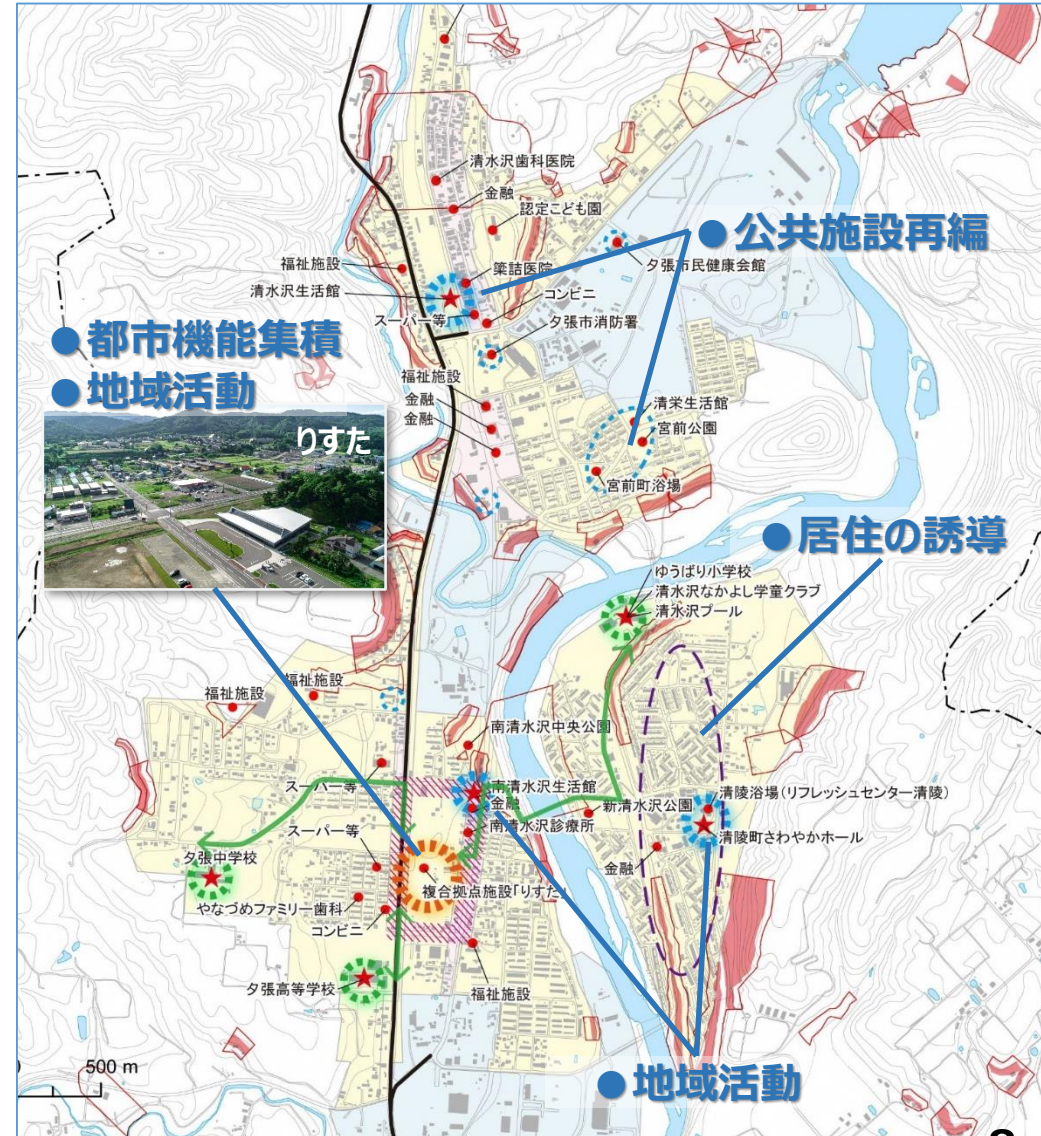 清水沢歯科医院
金融
認定こども園
●公共施設再編
夕張市民健康会館
福祉施設
簗詰医院
清水沢生活館
コンビニ
スーパー等
夕張市消防署
●都市機能集積
●地域活動
りすた
福祉施設
金融
金融
清栄生活館
宮前公園
宮前町浴場
●居住の誘導
ゆうばり小学校
清水沢なかよし学童クラブ
清水沢プール
福祉施設
福祉施設
南清水沢中央公園
スーパー等
南清水沢生活館
金融
新清水沢公園
清陵浴場(リフレッシュセンター清陵)
南清水沢診療所
スーパー等
清陵町さわやかホール
夕張中学校
金融
複合拠点施設「りすた」
やなづめファミリー歯科
コンビニ
夕張高等学校
福祉施設
500 m
●地域活動